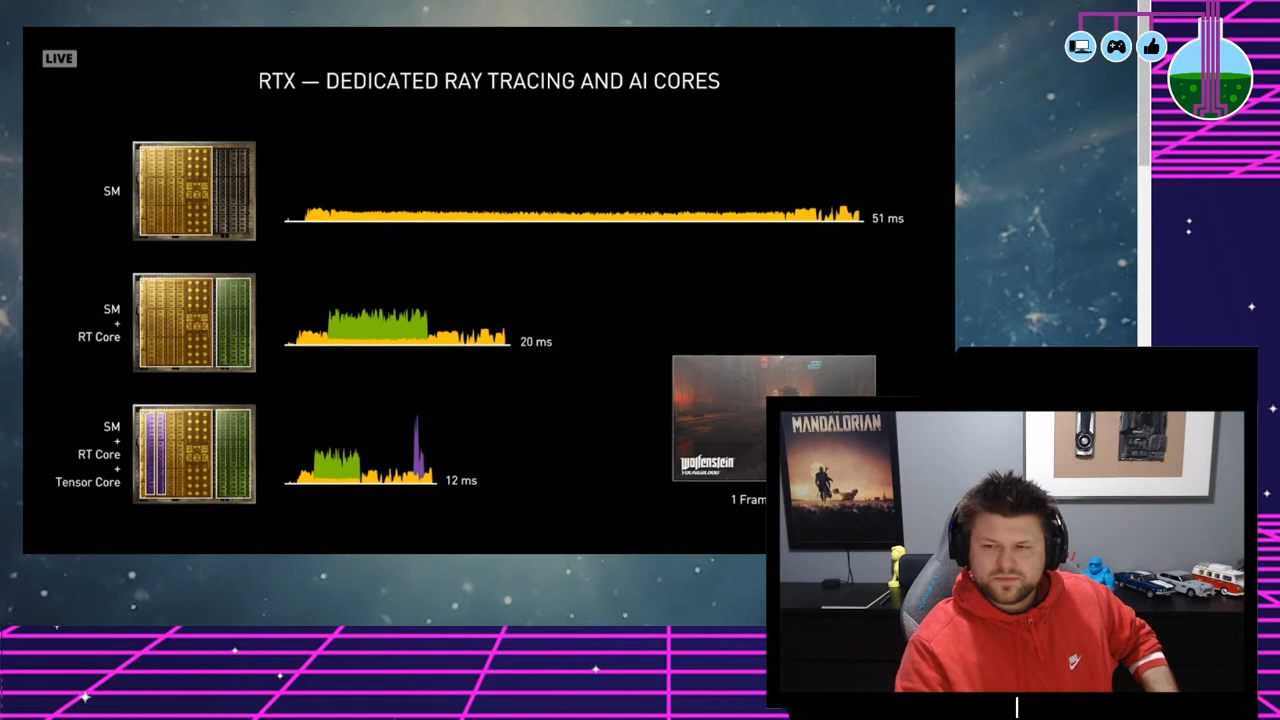 LIVE
RTX — DEDICATED RAY TRACING AND AI CORES
SM
51 ms
SM
+
RT Core
20 ms
SM
+
RT Core
+
Tensor Core
12 ms
Wolfenstein
YOUNGBLOOD
1 Fram
MANDALORIAN